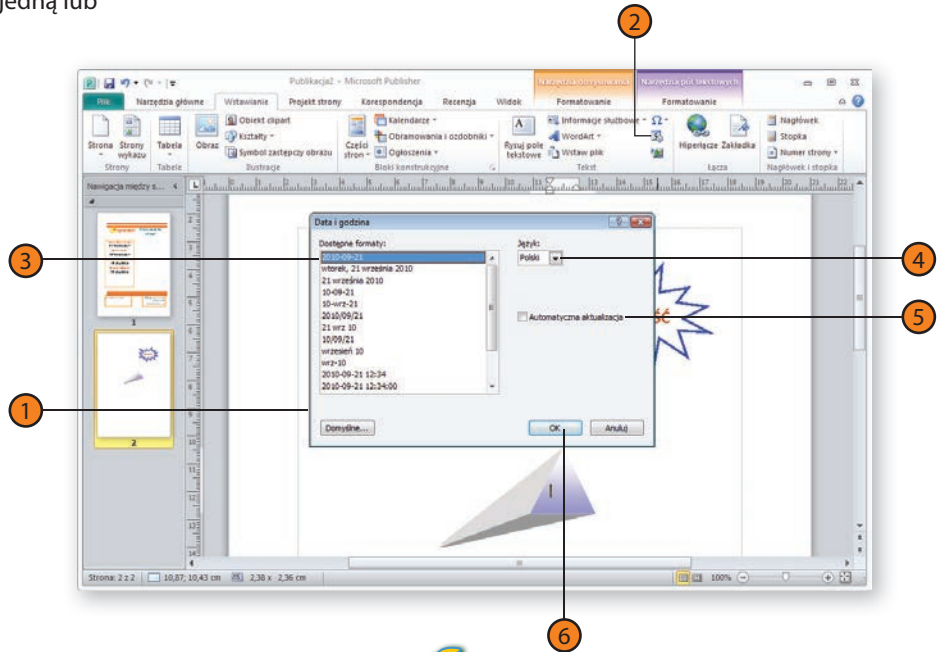 jedną lub
2
Publikacja2 - Microsoft Publisher
Narzędzia do rysowania
Narzędzia pól tekstowych
Plik Narzędzia główne Wstawianie Projekt strony Korespondencja Recenzja Widok Formatowanie Formatowanie
Strona
Strony wykazu
Strony
Tabela
Tabele
Obraz
Obiekt clipart
Kształty
Symbol zastępczy obrazu
Ilustracje
Części stron
Kalendarze
Obramowania i ozdobniki
Ogłoszenia
Bloki konstrukcyjne
Rysuj pole tekstowe
Informacje służbowe
WordArt
Wstaw plik
Tekst
Hiperłącze Zakładka
Łącza
Nagłówek
Stopka
Numer strony
Nagłówek i stopka
Nawigacja między s...
1
2
Data i godzina
Dostępne formaty:
2010-09-21
wtorek, 21 września 2010
21 września 2010
10-09-21
10-wrz-21
2010/09/21
21 wrz 10
10/09/21
wrzesień 10
wrz-10
2010-09-21 12:34
2010-09-21 12:34:00
Język:
Polski
Automatyczna aktualizacja
Domyślne...
OK
Anuluj
3
4
5
1
Strona: 2 z 2
10,87; 10,43 cm
2,38 x 2,36 cm
100%
6